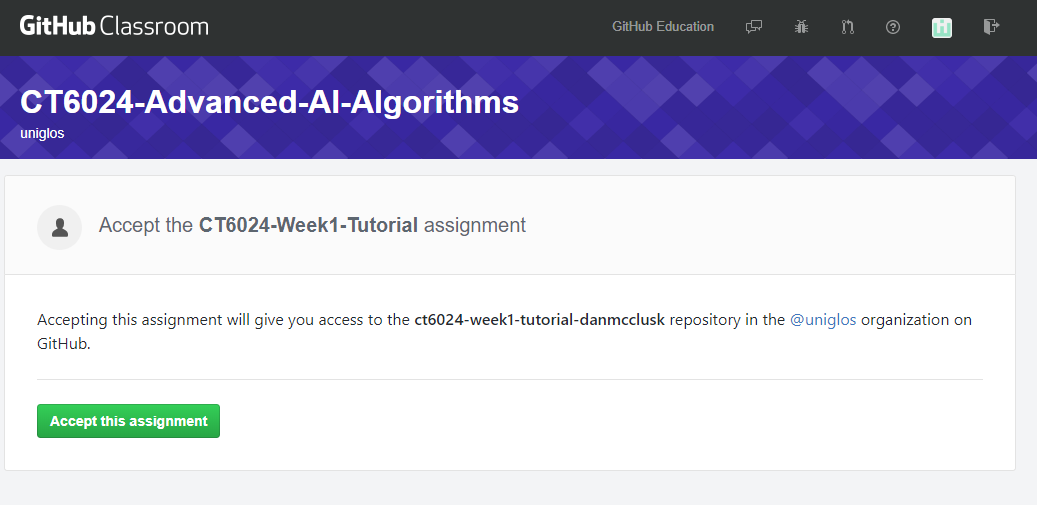 GitHub Classroom
GitHub Education
CT6024-Advanced-AI-Algorithms
uniglos
Accept the CT6024-Week1-Tutorial assignment
Accepting this assignment will give you access to the ct6024-week1-tutorial-danmcclusk repository in the @uniglos organization on
GitHub.
Accept this assignment